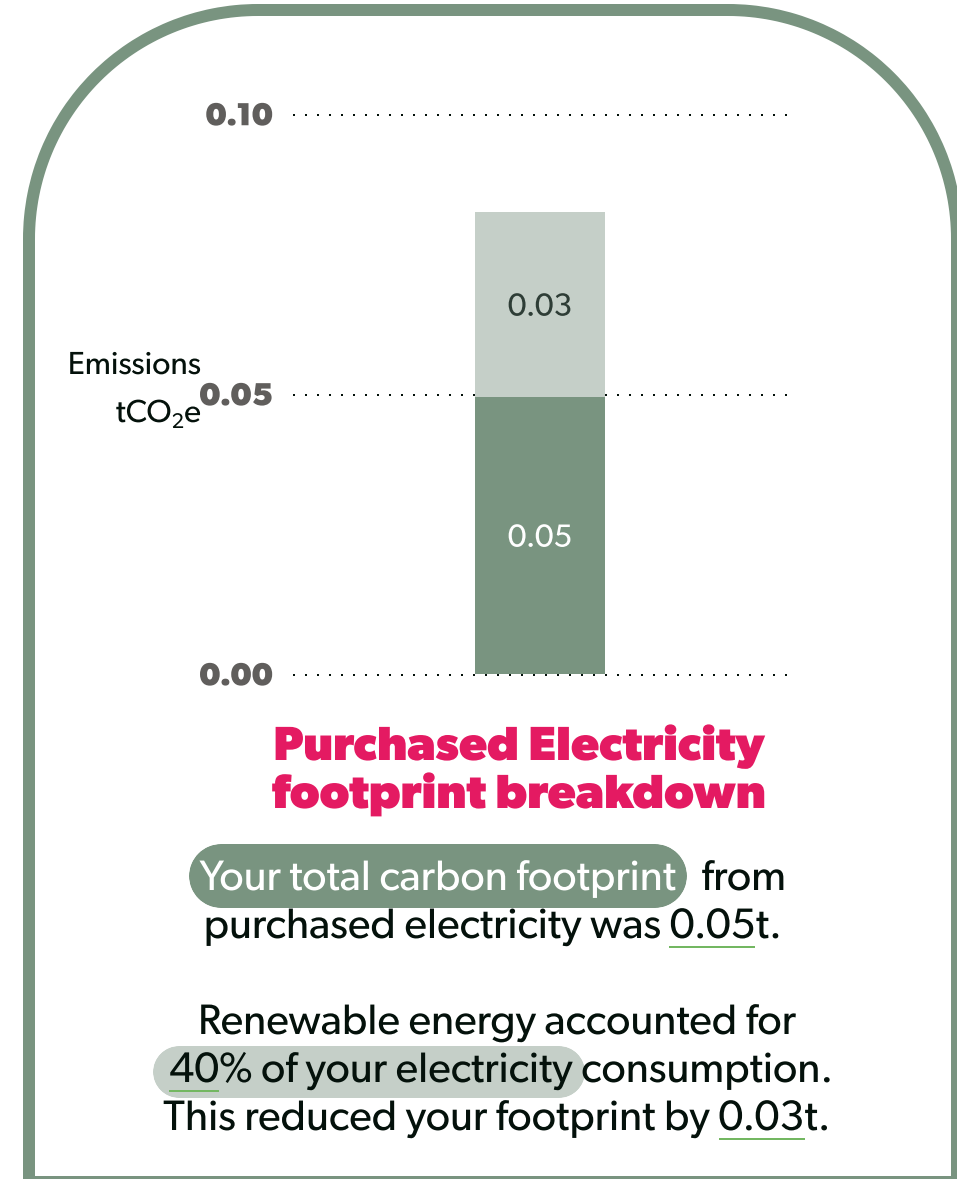 0.10
0.03
Emissions
0.05
tCO₂e
0.05
0.00
Purchased Electricity
footprint breakdown
Your total carbon footprint from
purchased electricity was 0.05t.
Renewable energy accounted for
40% of your electricity consumption.
This reduced your footprint by 0.03t.